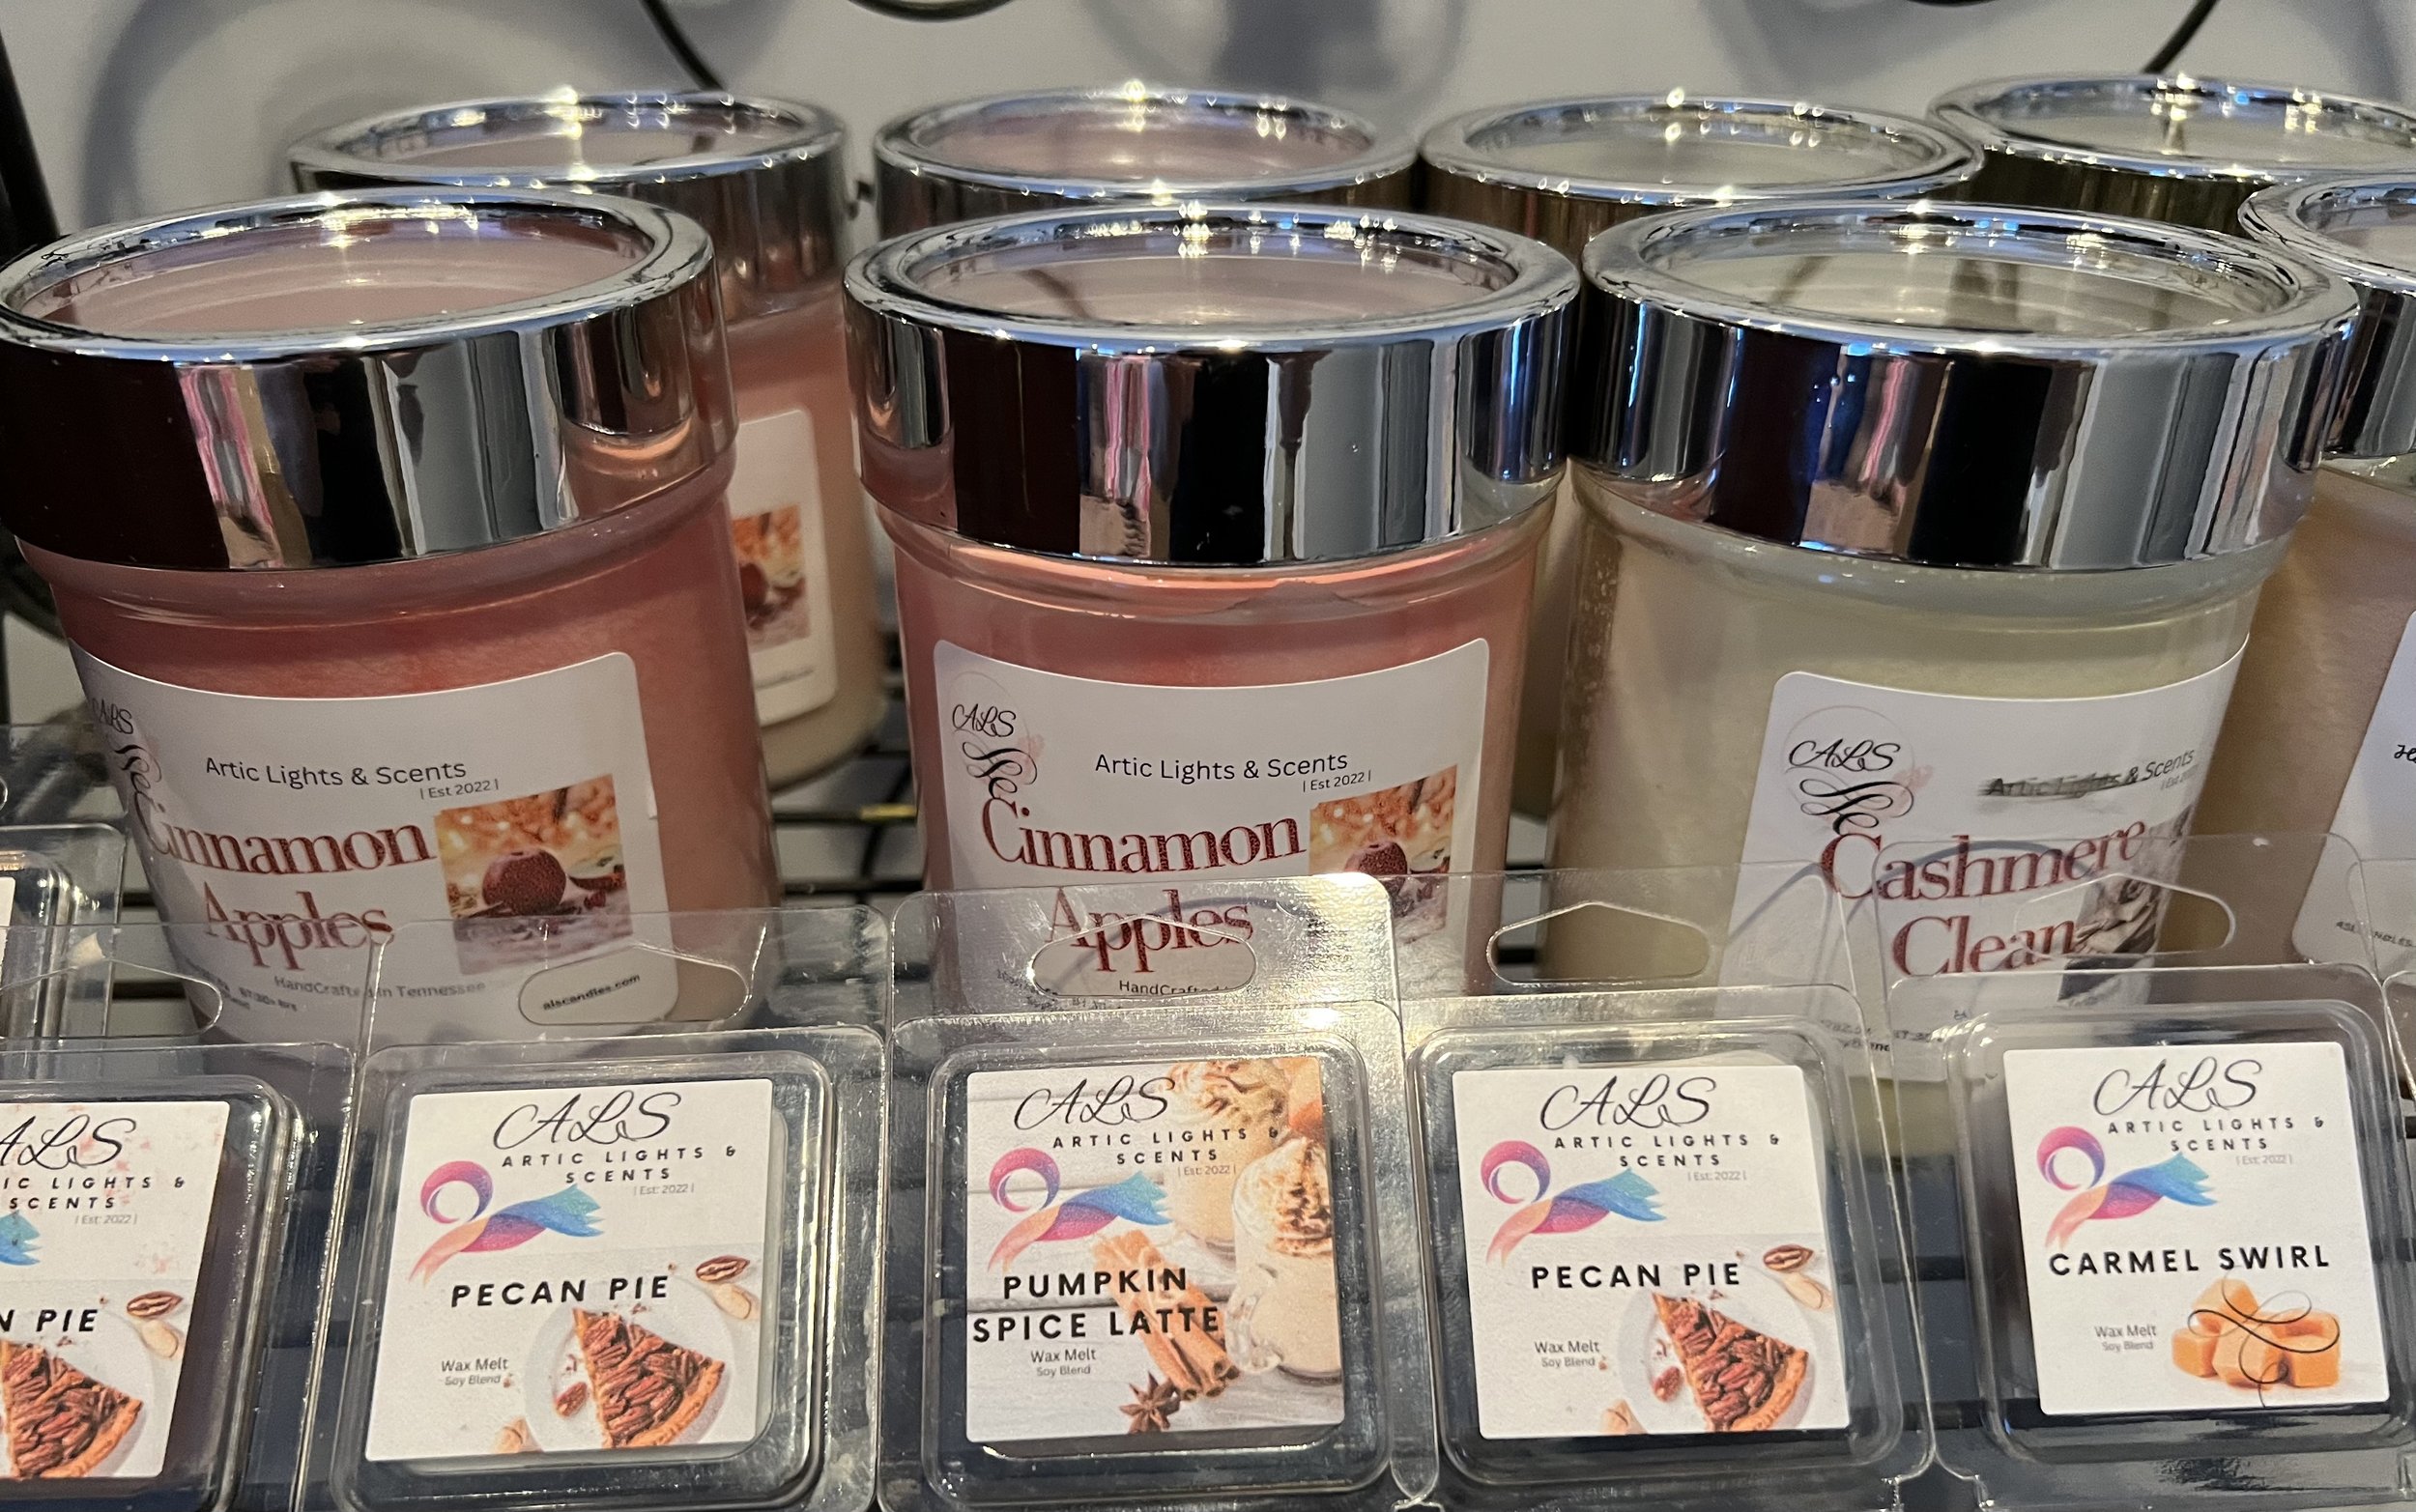 ALS
Artic Lights & Scents
| Est 2022 |
Cinnamon
Apples
HandCrafted in Tennessee
alscandles.com
ALS
Artic Lights & Scents
| Est 2022 |
Cinnamon
Apples
HandCrafted
ALS
Artic Lights & Scents
Cashmere
Clean
ALS
LIGHTS &
SCENTS
| Est 2022 |
PIE
ALS
ARTIC LIGHTS &
SCENTS
| Est 2022 |
PECAN PIE
Wax Melt
Soy Blend
ALS
ARTIC LIGHTS &
SCENTS
| Est 2022 |
PUMPKIN
SPICE LATTE
Wax Melt
Soy Blend
ALS
ARTIC LIGHTS &
SCENTS
| Est 2022 |
PECAN PIE
Wax Melt
Soy Blend
ALS
ARTIC LIGHTS &
SCENTS
| Est 2022 |
CARMEL SWIRL
Wax Melt
Soy Blend